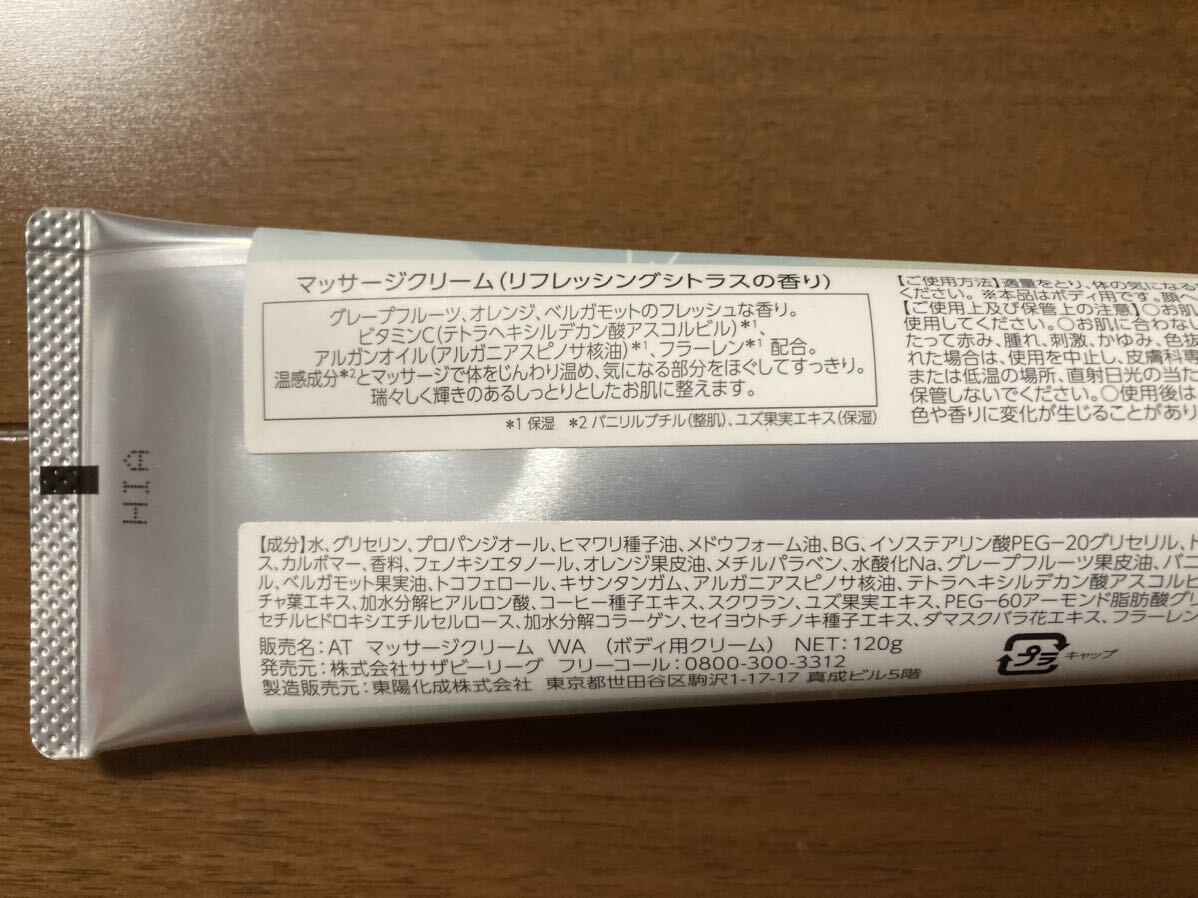 マッサージクリーム(リフレッシングシトラスの香り)
グレープフルーツ、オレンジ、ベルガモットのフレッシュな香り。
ビタミンC(テトラヘキシルデカン酸アスコルビル)*1、
アルガンオイル(アルガニアスピノサ核油)*1、フラーレン*1 配合。
温感成分*2とマッサージで体をじんわり温め、気になる部分をほぐしてすっきり。
瑞々しく輝きのあるしっとりとしたお肌に整えます。
*1 保湿 *2 バニリルブチル(整肌)、ユズ果実エキス(保湿)
【ご使用方法】適量をとり、体の気になる
ください。※本品はボディ用です。顔へ
【ご使用上及び保管上の注意】○お肌
使用してください。○お肌に合わない
たって赤み、腫れ、刺激、かゆみ、色抜
れた場合は、使用を中止し、皮膚科専
または低温の場所、直射日光の当た
保管しないでください。○使用後は
色や香りに変化が生じることがあり
HTA
【成分】水、グリセリン、プロパンジオール、ヒマワリ種子油、メドウフォーム油、BG、イソステアリン酸PEG-20グリセリル、ト
ス、カルボマー、香料、フェノキシエタノール、オレンジ果皮油、メチルパラベン、水酸化Na、グレープフルーツ果皮油、バニ
ル、ベルガモット果実油、トコフェロール、キサンタンガム、アルガニアスピノサ核油、テトラヘキシルデカン酸アスコルビ
チャ葉エキス、加水分解ヒアルロン酸、コーヒー種子エキス、スクワラン、ユズ果実エキス、PEG-60アーモンド脂肪酸グリ
セチルヒドロキシエチルセルロース、加水分解コラーゲン、セイヨウトチノキ種子エキス、ダマスクバラ花エキス、フラーレン
販売名:AT マッサージクリーム WA (ボディ用クリーム) NET:120g
発売元:株式会社サザビーリーグ フリーコール:0800-300-3312
製造販売元:東陽化成株式会社 東京都世田谷区駒沢1-17-17 真成ビル5階
プラ キャップ